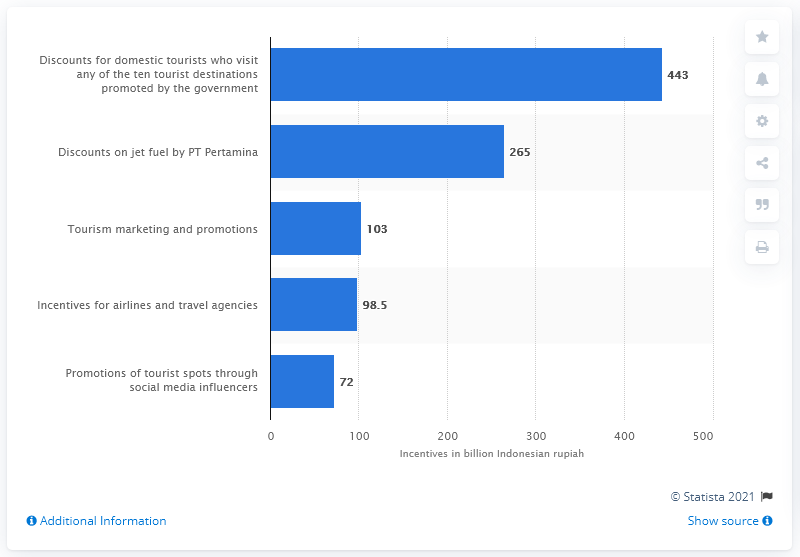 Discounts for domestic tourists who visit
any of the ten tourist destinations
promoted by the government
443
Discounts on jet fuel by PT Pertamina
265
Tourism marketing and promotions
103
Incentives for airlines and travel agencies
98.5
Promotions of tourist spots through
social media influencers
72
0 100 200 300 400 500
Incentives in billion Indonesian rupiah
© Statista 2021
Additional Information
Show source